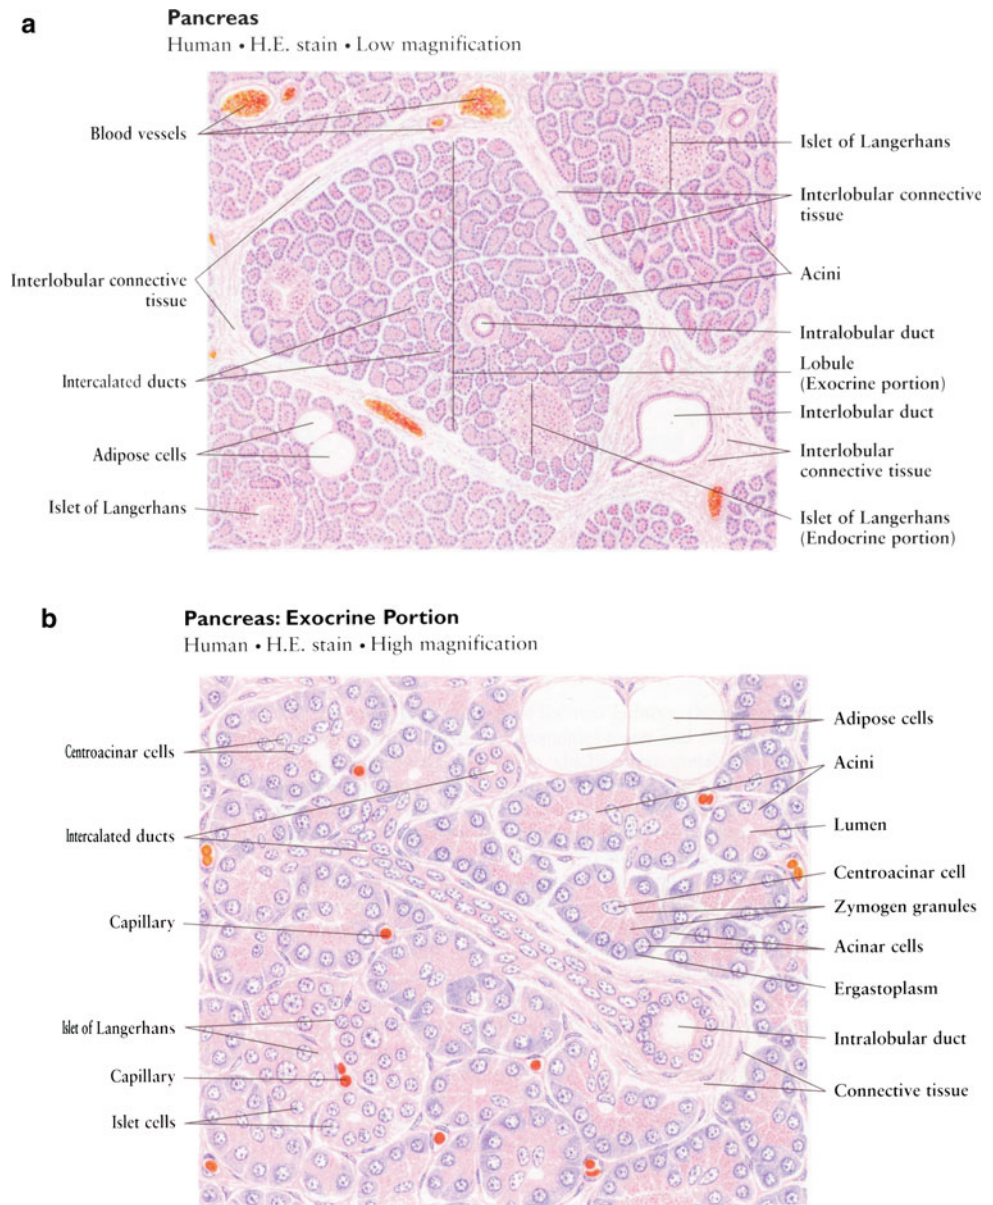 a
Pancreas
Human • H.E. stain • Low magnification
Blood vessels
Interlobular connective
tissue
Intercalated ducts
Adipose cells
Islet of Langerhans
Islet of Langerhans
Interlobular connective
tissue
Acini
Intralobular duct
Lobule
(Exocrine portion)
Interlobular duct
Interlobular
connective tissue
Islet of Langerhans
(Endocrine portion)
b
Pancreas: Exocrine Portion
Human • H.E. stain • High magnification
Centroacinar cells
Intercalated ducts
Capillary
Islet of Langerhans
Capillary
Islet cells
Adipose cells
Acini
Lumen
Centroacinar cell
Zymogen granules
Acinar cells
Ergastoplasm
Intralobular duct
Connective tissue